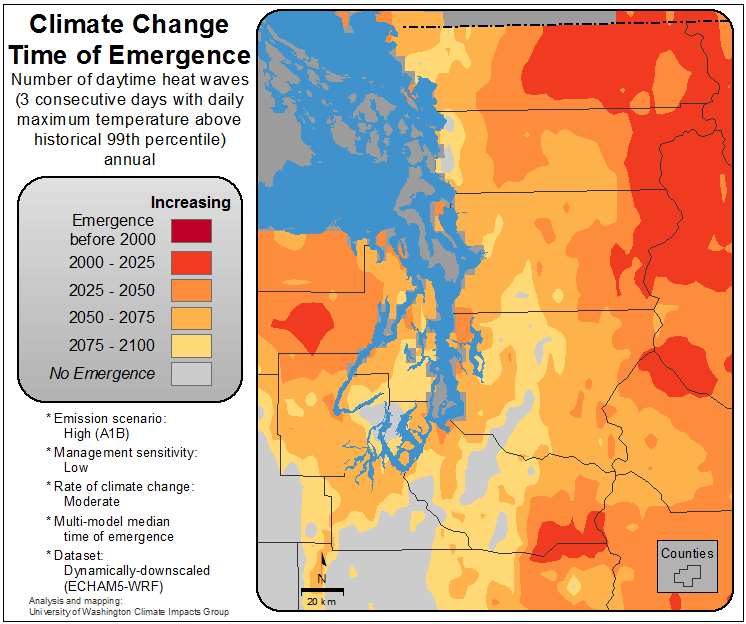 Climate Change
Time of Emergence
Number of daytime heat waves
(3 consecutive days with daily
maximum temperature above
historical 99th percentile)
annual
Increasing
Emergence
before 2000
2000 - 2025
2025 - 2050
2050 - 2075
2075 - 2100
No Emergence
* Emission scenario:
High (A1B)
* Management sensitivity:
Low
* Rate of climate change:
Moderate
* Multi-model median
time of emergence
* Dataset:
Dynamically-downscaled
(ECHAM5-WRF)
Analysis and mapping:
University of Washington Climate Impacts Group
N
20 km
Counties